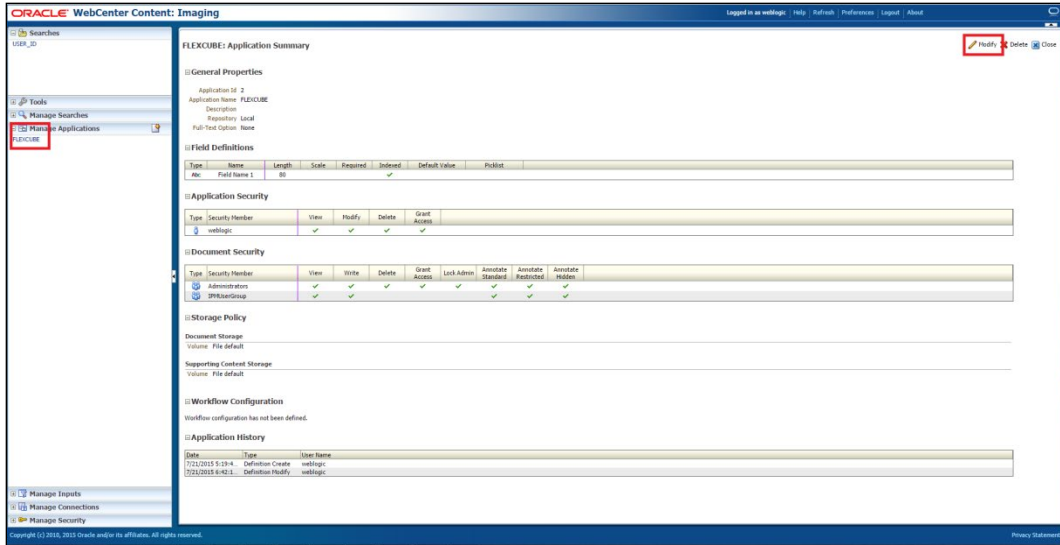 ORACLE WebCenter Content: Imaging
Logged in as weblogic Help Refresh Preferences Logout About
Searches
USER_ID
Tools
Manage Searches
Manage Applications
FLEXCUBE
Manage Inputs
Manage Connections
Manage Security
FLEXCUBE: Application Summary
Modify Delete Close
General Properties
Application Id 2
Application Name FLEXCUBE
Description
Repository Local
Full-Text Option None
Field Definitions
Type Name Length Scale Required Indexed Default Value Picklist
Abc Field Name 1 80
Application Security
Type Security Member View Modify Delete Grant Access
weblogic
Document Security
Type Security Member View Write Delete Grant Access Lock Admin Annotate Standard Annotate Restricted Annotate Hidden
Administrators
IPMUserGroup
Storage Policy
Document Storage
Volume File default
Supporting Content Storage
Volume File default
Workflow Configuration
Workflow configuration has not been defined.
Application History
Date Type User Name
7/21/2015 5:19:4... Definition Create weblogic
7/21/2015 6:42:1... Definition Modify weblogic
Copyright (c) 2010, 2015 Oracle and/or its affiliates. All rights reserved.
Privacy Statement